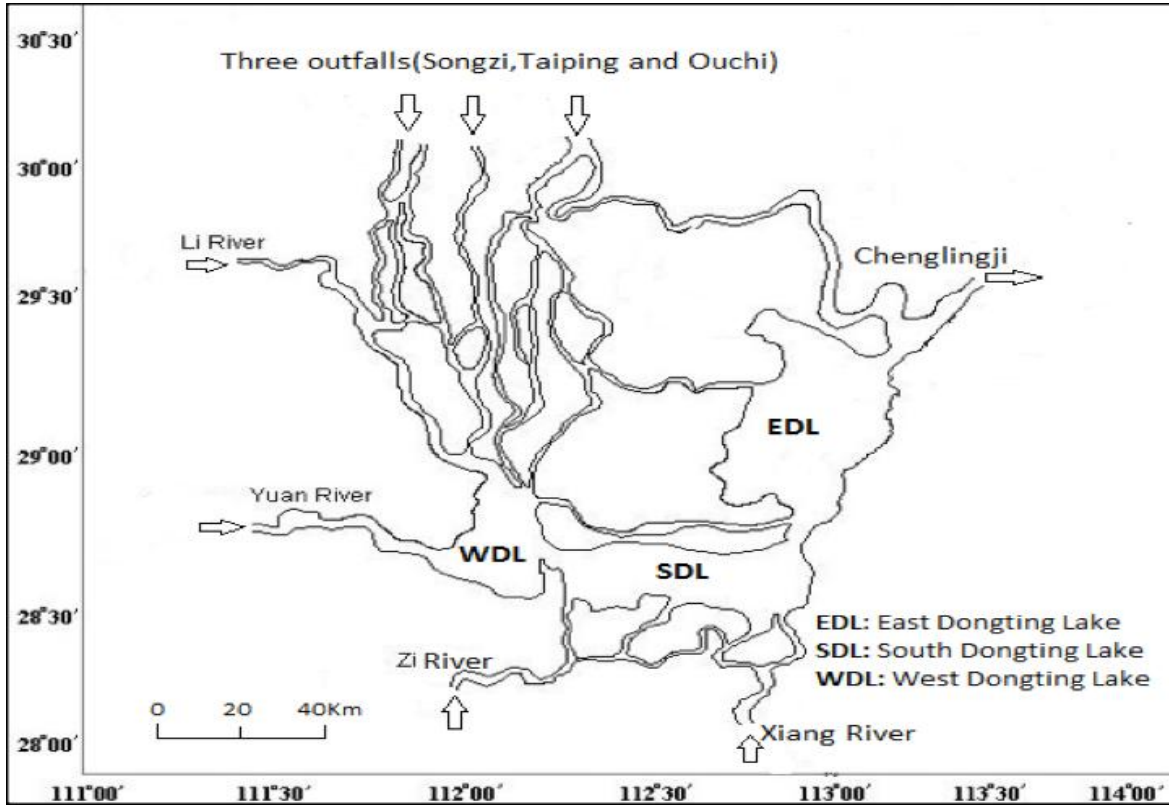 30°30′
Three outfalls(Songzi,Taiping and Ouchi)
30°00′
Li River
Chenglingji
29°30′
EDL
29°00′
Yuan River
WDL
SDL
28°30′
EDL: East Dongting Lake
SDL: South Dongting Lake
Zi River
WDL: West Dongting Lake
0 20 40Km
Xiang River
28°00′
111°00′ 111°30′ 112°00′ 112°30′ 113°00′ 113°30′ 114°00′